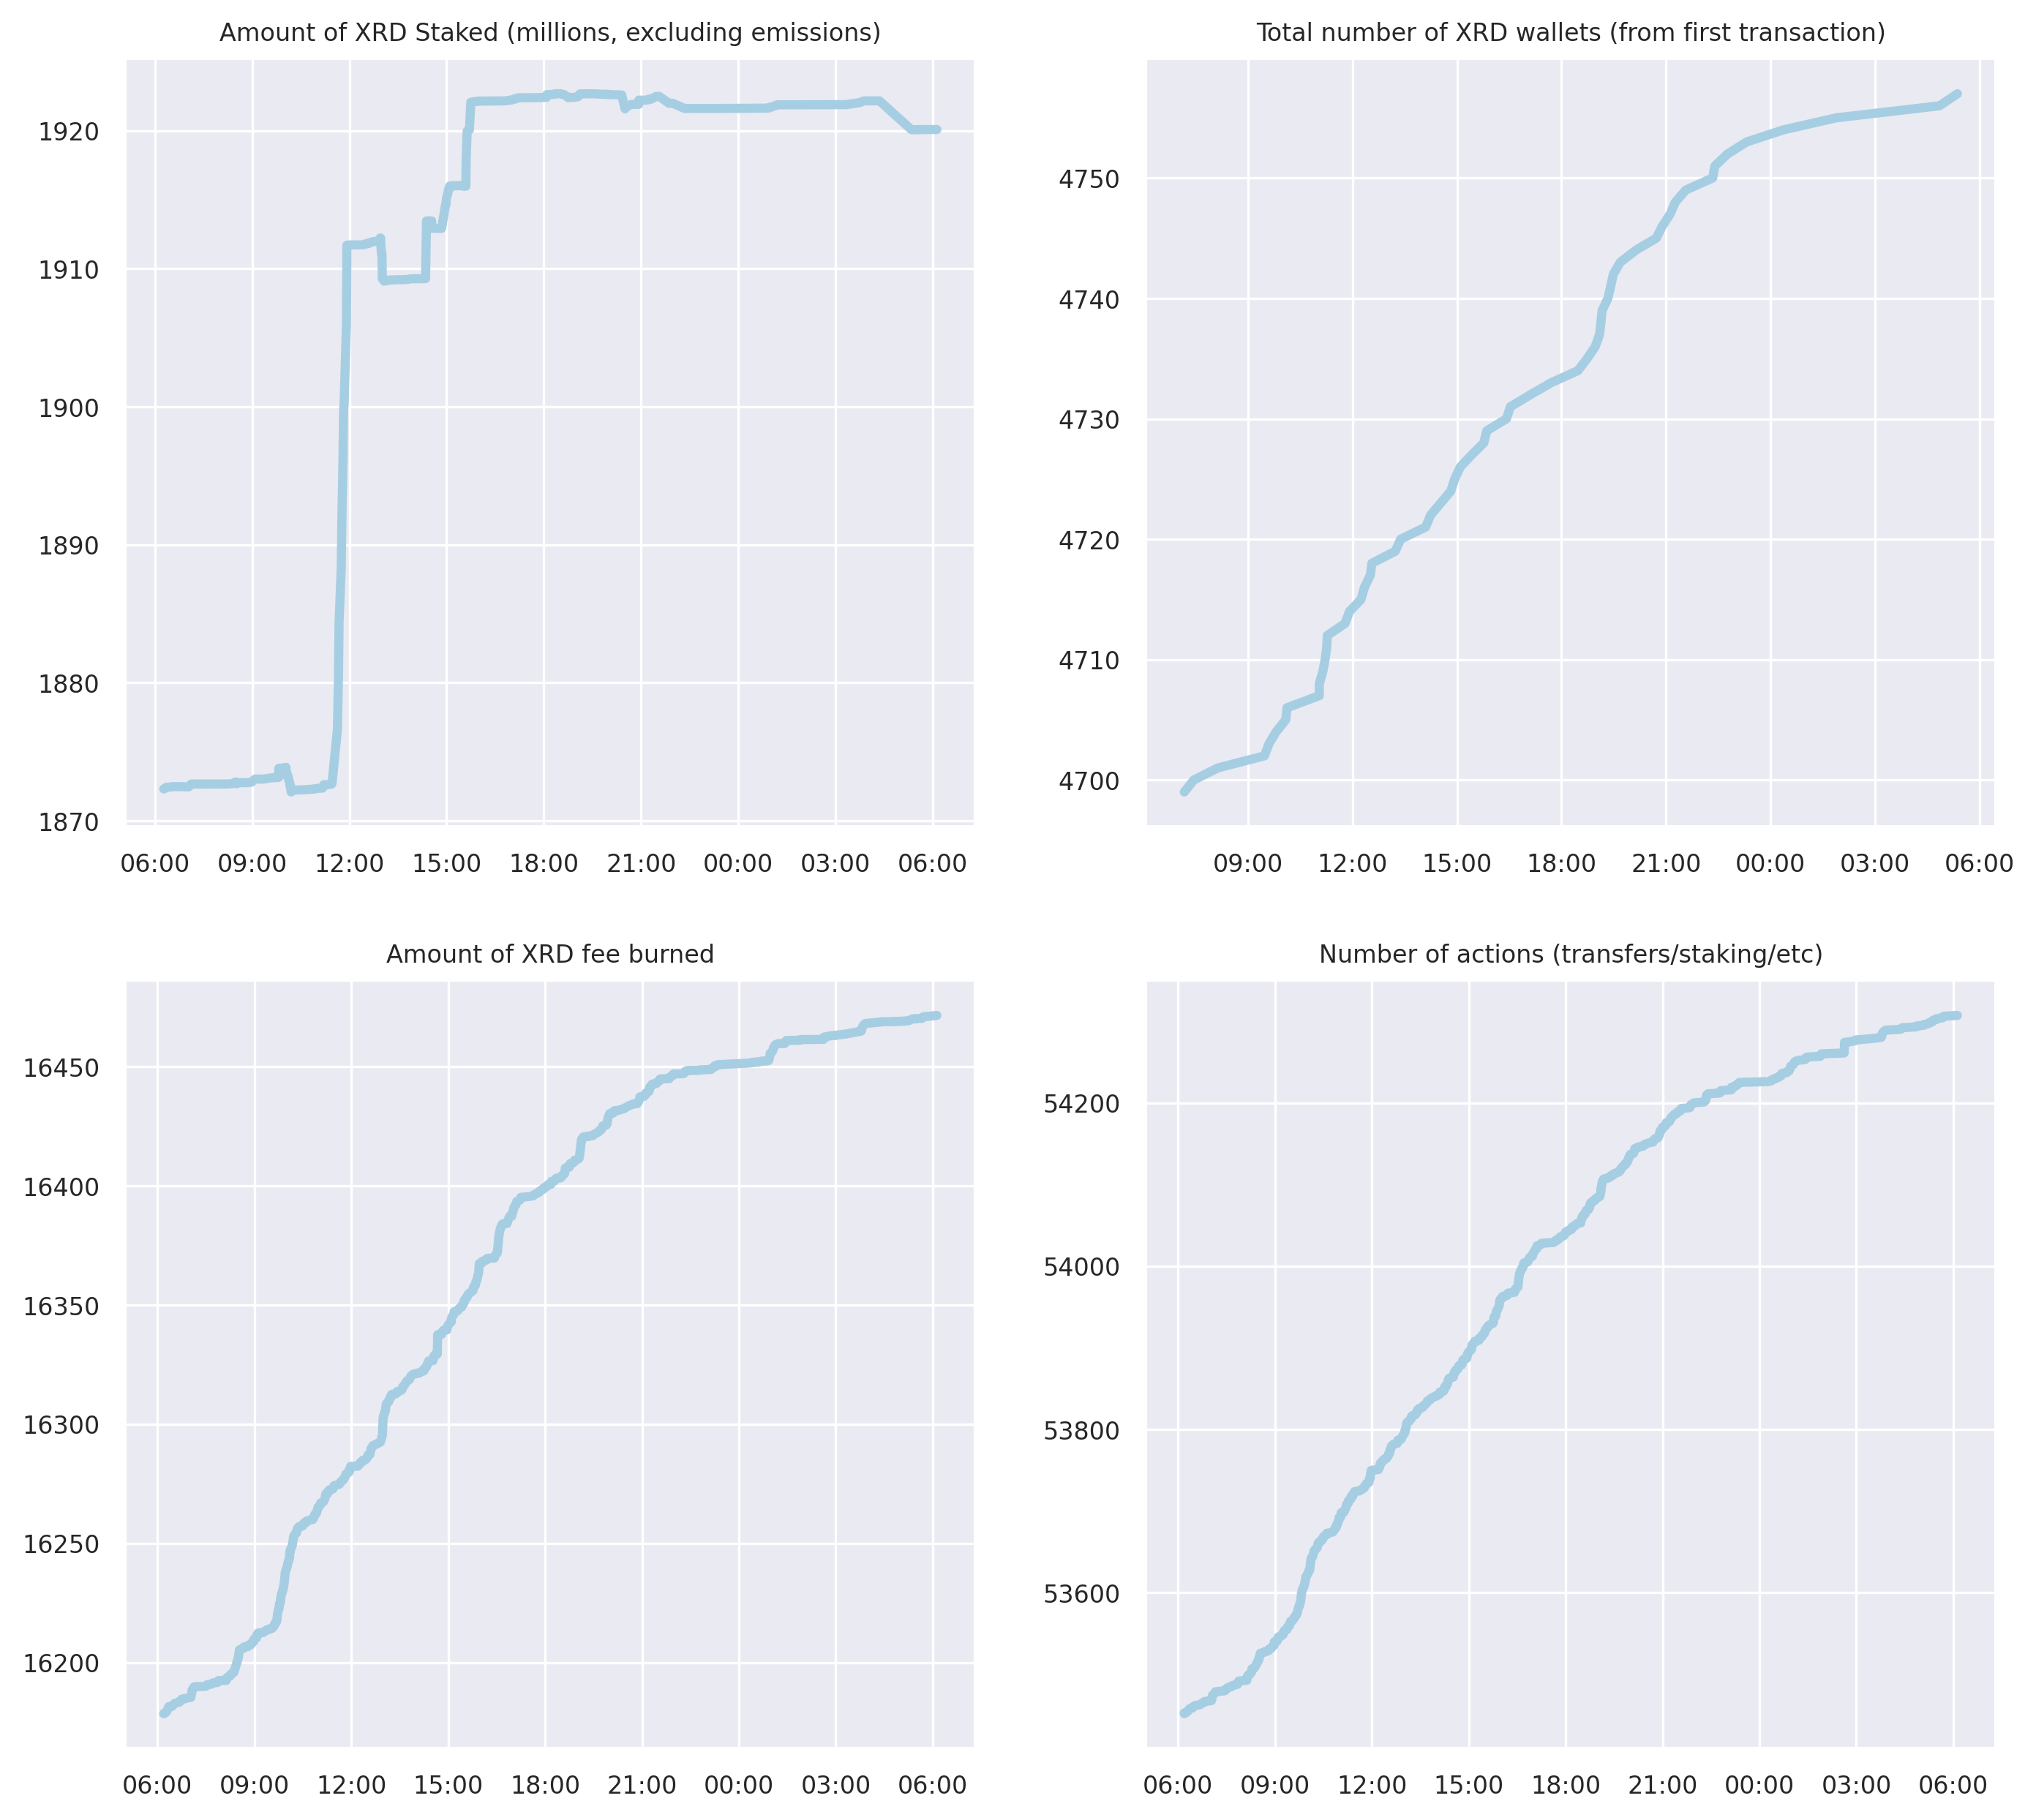 Amount of XRD Staked (millions, excluding emissions)
1920
1910
1900
1890
1880
1870
06:00 09:00 12:00 15:00 18:00 21:00 00:00 03:00 06:00
Total number of XRD wallets (from first transaction)
4750
4740
4730
4720
4710
4700
09:00 12:00 15:00 18:00 21:00 00:00 03:00 06:00
Amount of XRD fee burned
16450
16400
16350
16300
16250
16200
06:00 09:00 12:00 15:00 18:00 21:00 00:00 03:00 06:00
Number of actions (transfers/staking/etc)
54200
54000
53800
53600
06:00 09:00 12:00 15:00 18:00 21:00 00:00 03:00 06:00